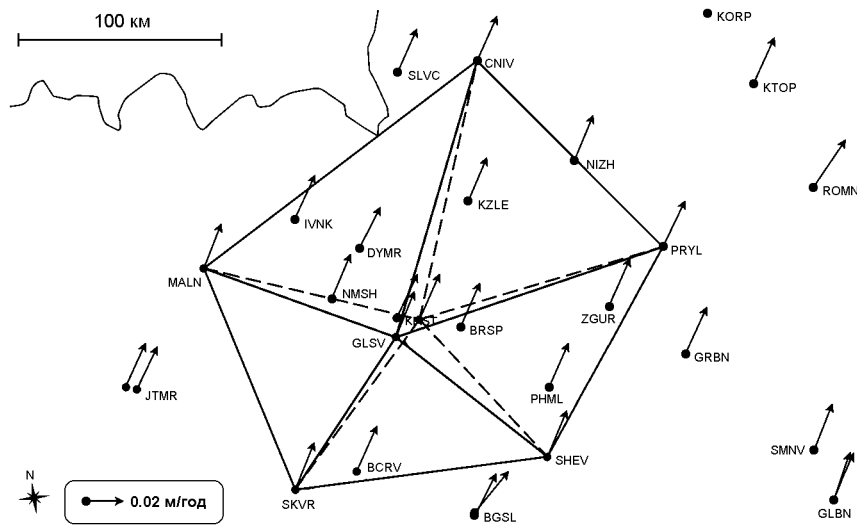 100 км
KORP
SLVC
CNIV
KTOP
NIZH
ROMN
KZLE
IVNK
DYMR
PRYL
MALN
NMSH
ZGUR
BRSP
GLSV
GRBN
JTMR
PHML
SMNV
SHEV
BCRV
N
SKVR
0.02 м/год
BGSL
GLBN